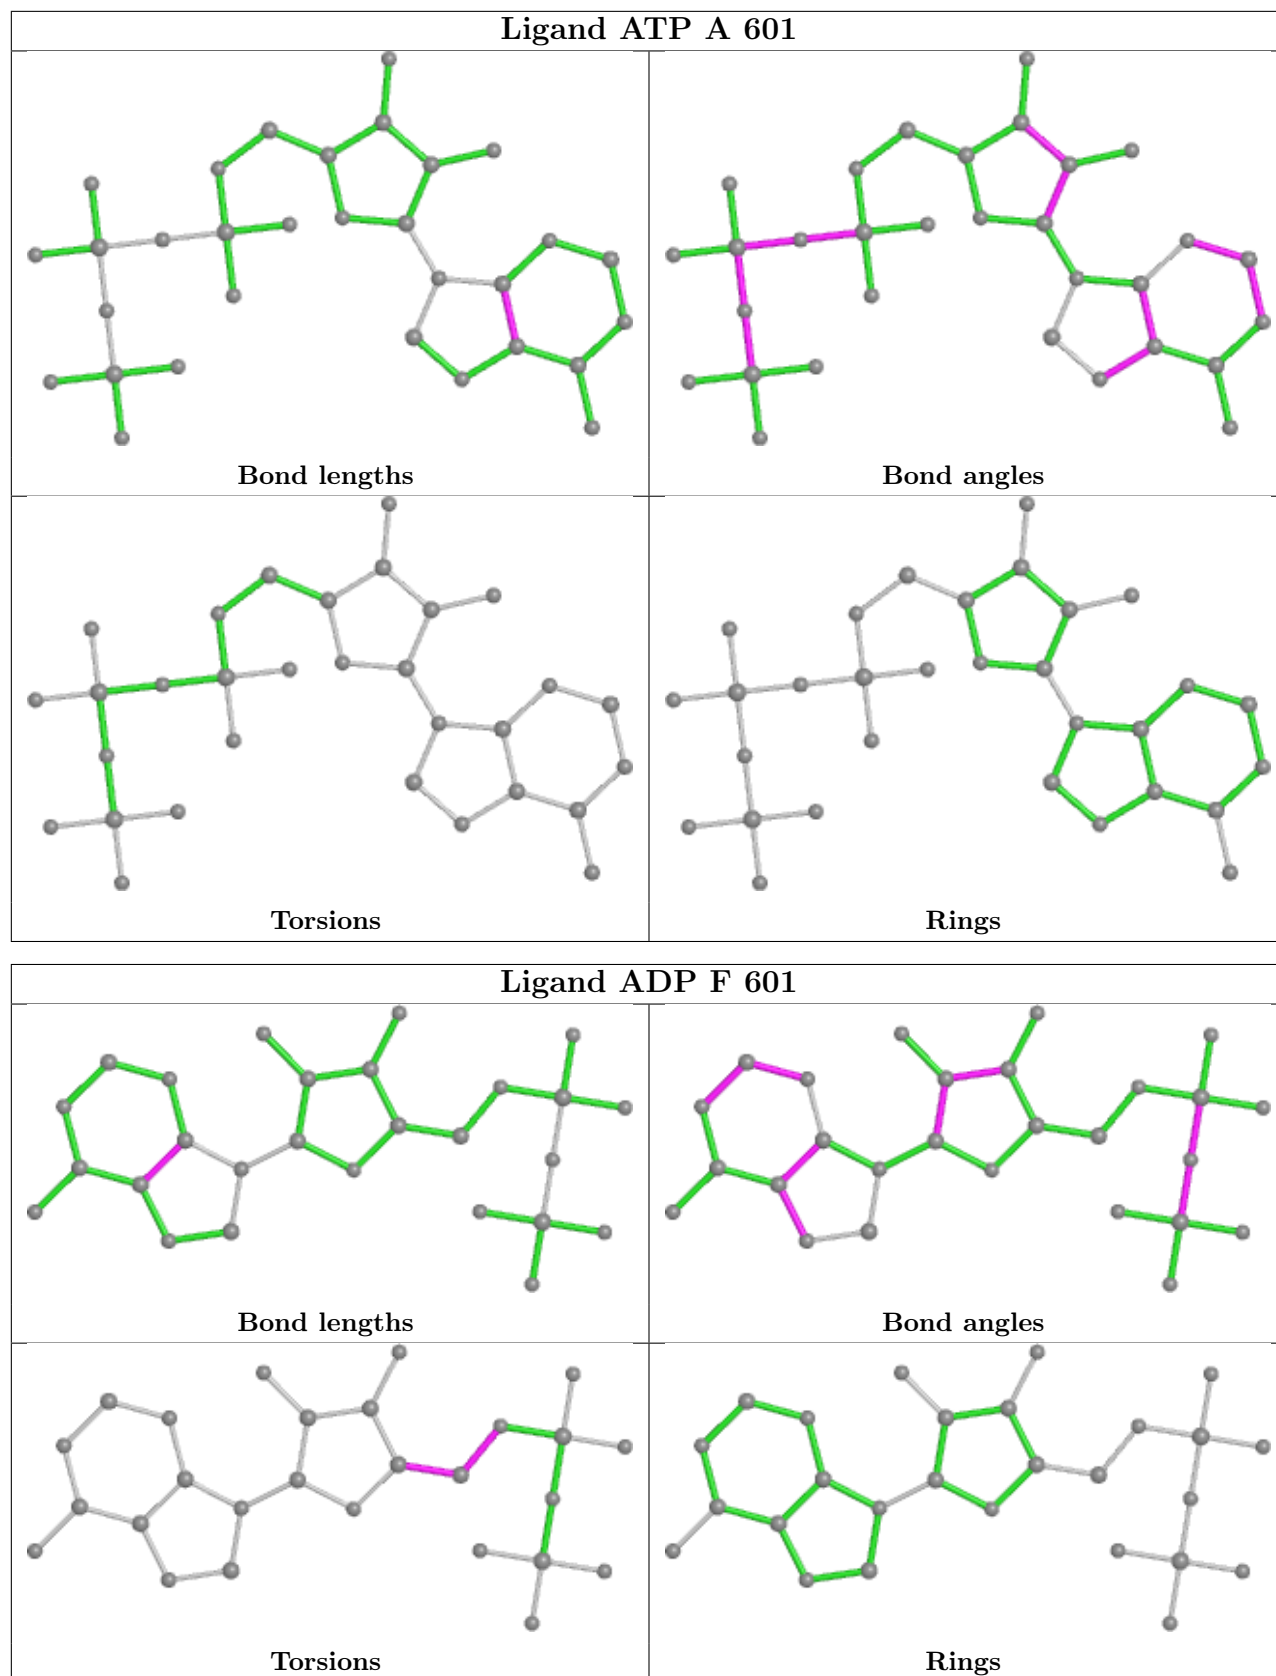 Ligand ATP A 601
Bond lengths
Bond angles
Torsions
Rings
Ligand ADP F 601
Bond lengths
Bond angles
Torsions
Rings